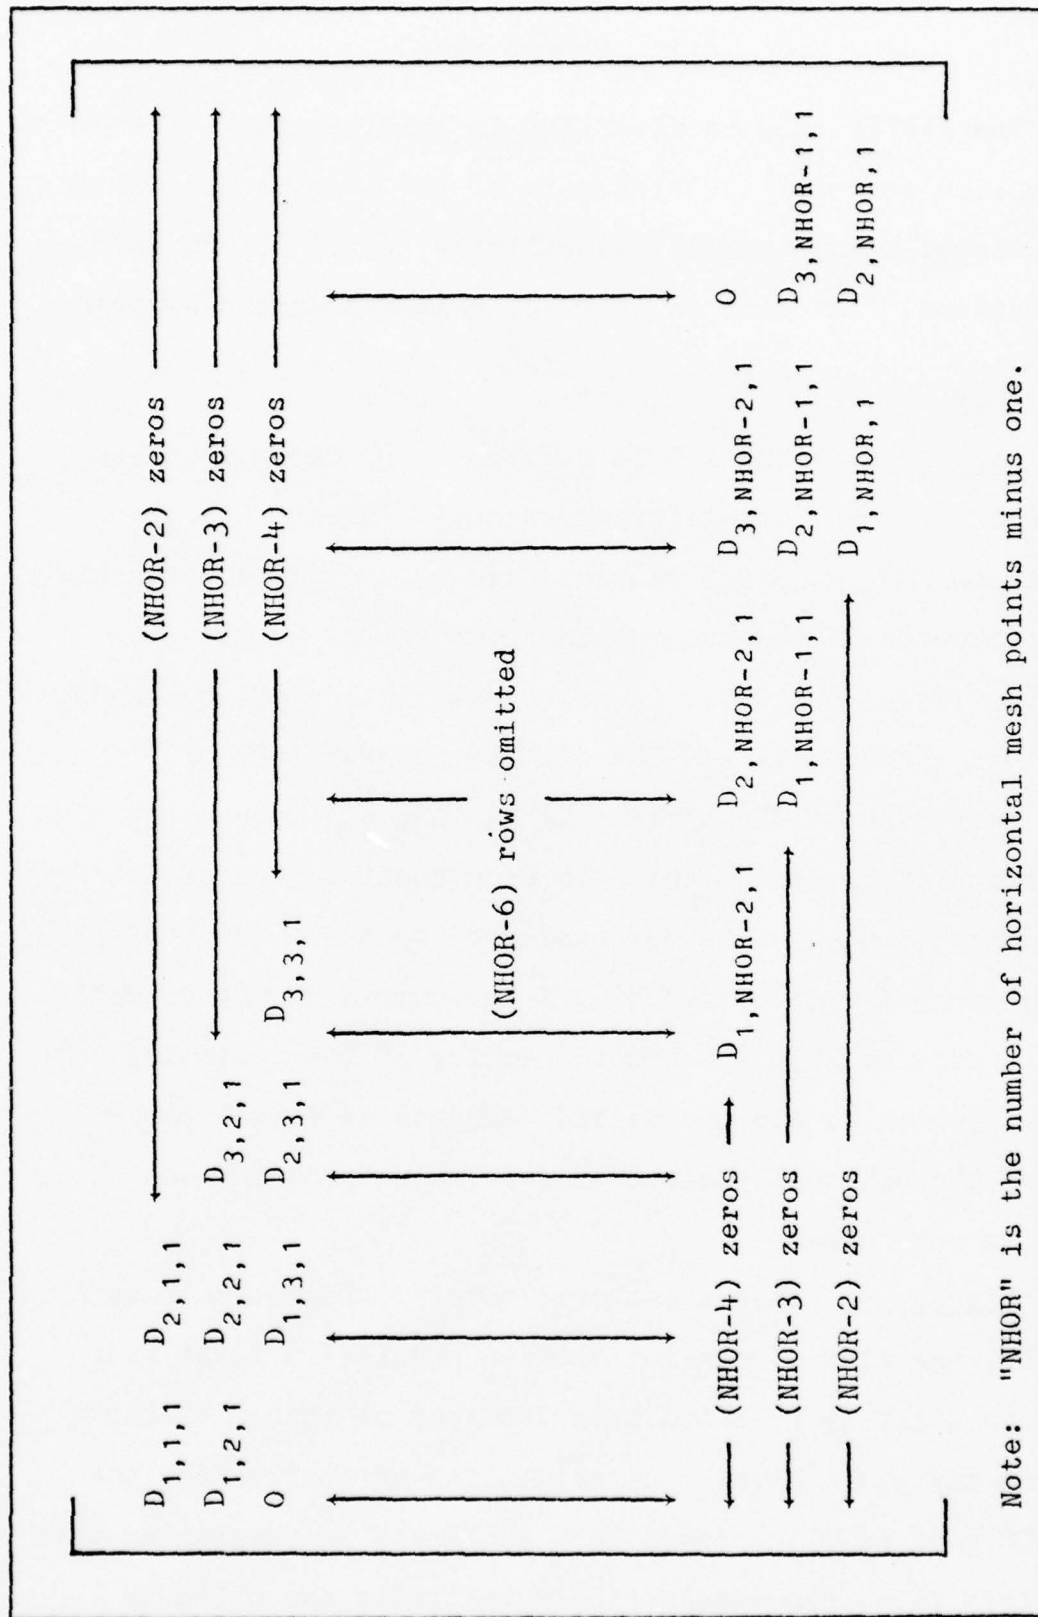 D1,1,1 D2,1,1 (NHOR-2) zeros
D1,2,1 D2,2,1 D3,2,1 (NHOR-3) zeros
0 D1,3,1 D2,3,1 D3,3,1 (NHOR-4) zeros
(NHOR-6) rows omitted
(NHOR-4) zeros D1,NHOR-2,1 D2,NHOR-2,1 D3,NHOR-2,1 0
(NHOR-3) zeros D1,NHOR-1,1 D2,NHOR-1,1 D3,NHOR-1,1
(NHOR-2) zeros D1,NHOR,1 D2,NHOR,1
Note: "NHOR" is the number of horizontal mesh points minus one.